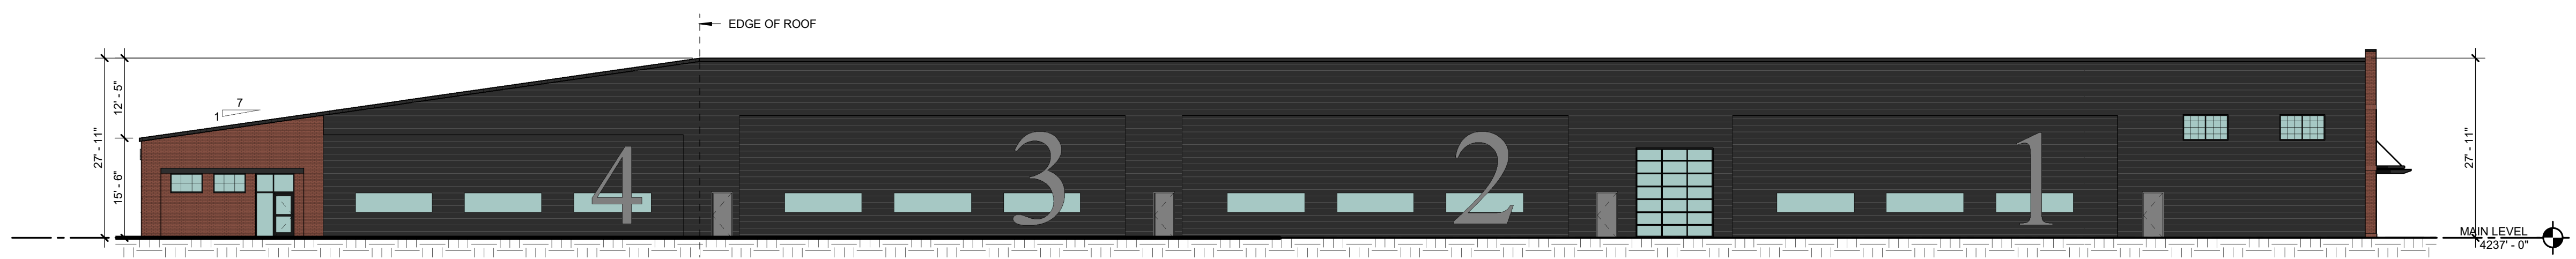 EDGE OF ROOF
12' - 5"
7
1
27' - 11"
15' - 6"
4
3
2
1
27' - 11"
MAIN LEVEL
4237' - 0"